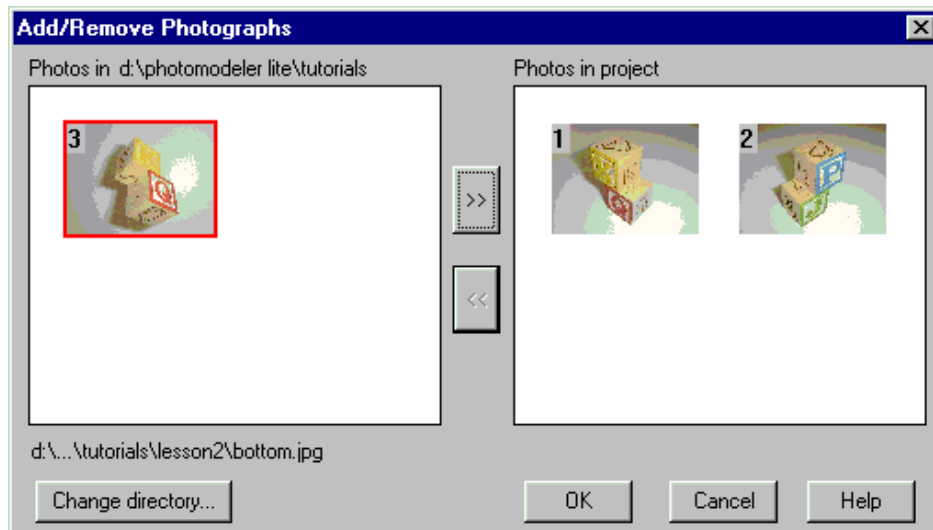 Add/Remove Photographs
Photos in d:\photomodeler lite\tutorials
Photos in project
3
1
2
>>
<<
d:\...\tutorials\lesson2\bottom.jpg
Change directory...
OK
Cancel
Help